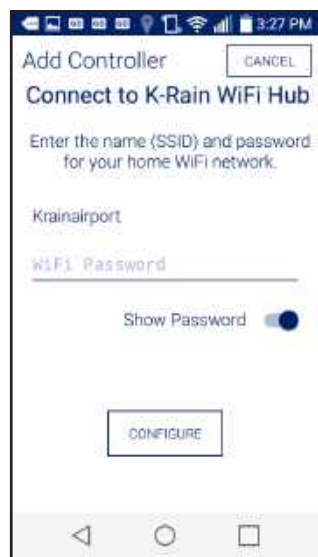 3:27 PM
Add Controller
CANCEL
Connect to K-Rain WiFi Hub
Enter the name (SSID) and password
for your home WiFi network.
Krainairport
WiFi Password
Show Password
CONFIGURE